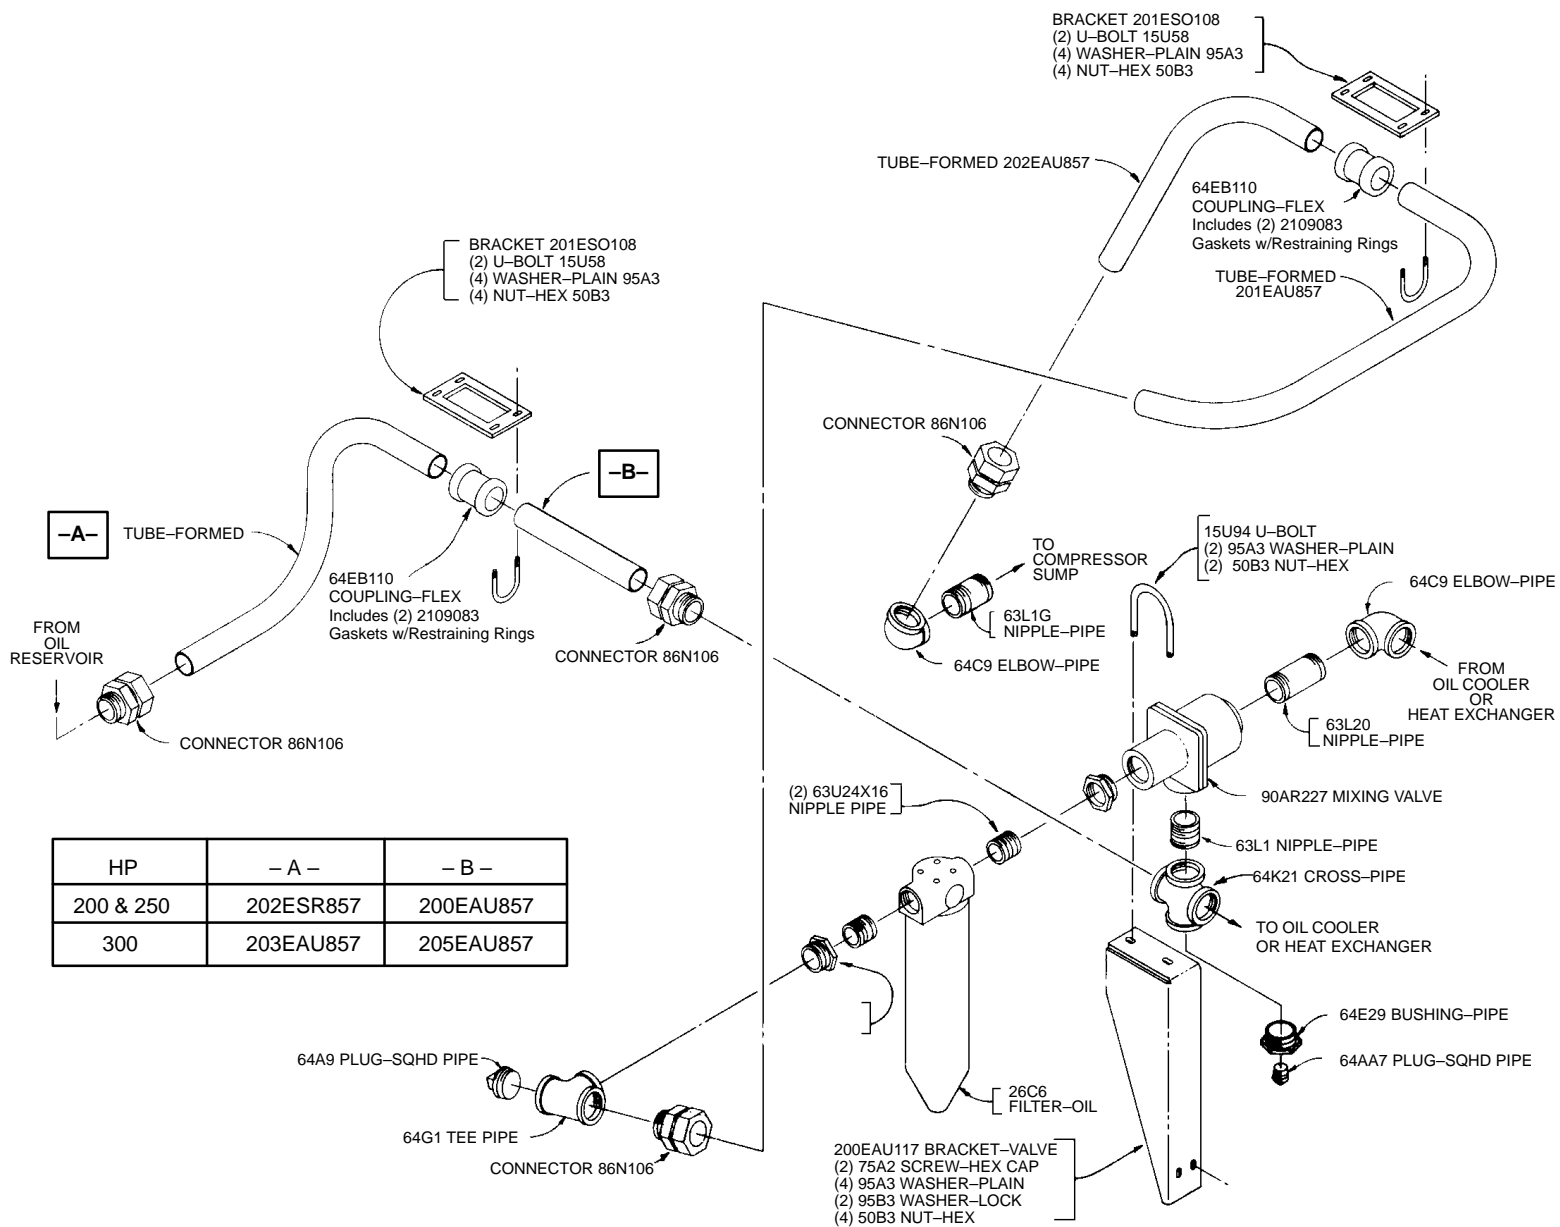 BRACKET 201ESO108
(2) U–BOLT 15U58
(4) WASHER–PLAIN 95A3
(4) NUT–HEX 50B3
TUBE–FORMED 202EAU857
64EB110
COUPLING–FLEX
Includes (2) 2109083
Gaskets w/Restraining Rings
TUBE–FORMED
201EAU857
BRACKET 201ESO108
(2) U–BOLT 15U58
(4) WASHER–PLAIN 95A3
(4) NUT–HEX 50B3
CONNECTOR 86N106
–B–
–A–
TUBE–FORMED
64EB110
COUPLING–FLEX
Includes (2) 2109083
Gaskets w/Restraining Rings
FROM
OIL
RESERVOIR
CONNECTOR 86N106
CONNECTOR 86N106
TO
COMPRESSOR
SUMP
63L1G
NIPPLE–PIPE
64C9 ELBOW–PIPE
15U94 U–BOLT
(2) 95A3 WASHER–PLAIN
(2) 50B3 NUT–HEX
64C9 ELBOW–PIPE
FROM
OIL COOLER
OR
HEAT EXCHANGER
63L20
NIPPLE–PIPE
90AR227 MIXING VALVE
(2) 63U24X16
NIPPLE PIPE
63L1 NIPPLE–PIPE
64K21 CROSS–PIPE
TO OIL COOLER
OR HEAT EXCHANGER
HP – A – – B –
200 & 250 202ESR857 200EAU857
300 203EAU857 205EAU857
64E29 BUSHING–PIPE
64AA7 PLUG–SQHD PIPE
64A9 PLUG–SQHD PIPE
64G1 TEE PIPE
CONNECTOR 86N106
26C6
FILTER–OIL
200EAU117 BRACKET–VALVE
(2) 75A2 SCREW–HEX CAP
(4) 95A3 WASHER–PLAIN
(2) 95B3 WASHER–LOCK
(4) 50B3 NUT–HEX